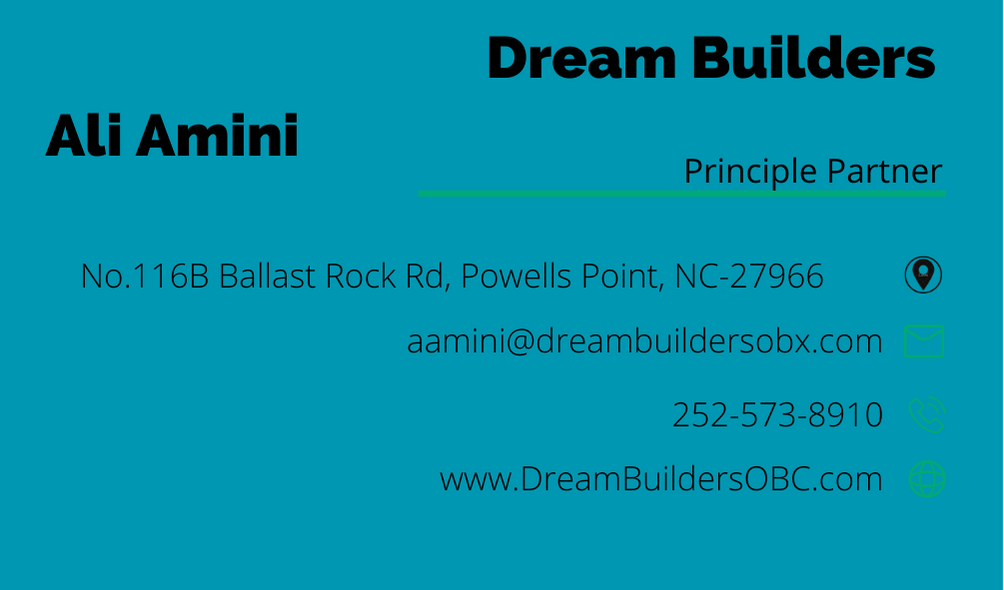 Dream Builders
Ali Amini
Principle Partner
No.116B Ballast Rock Rd, Powells Point, NC-27966
aamini@dreambuildersobx.com
252-573-8910
www.DreamBuildersOBC.com